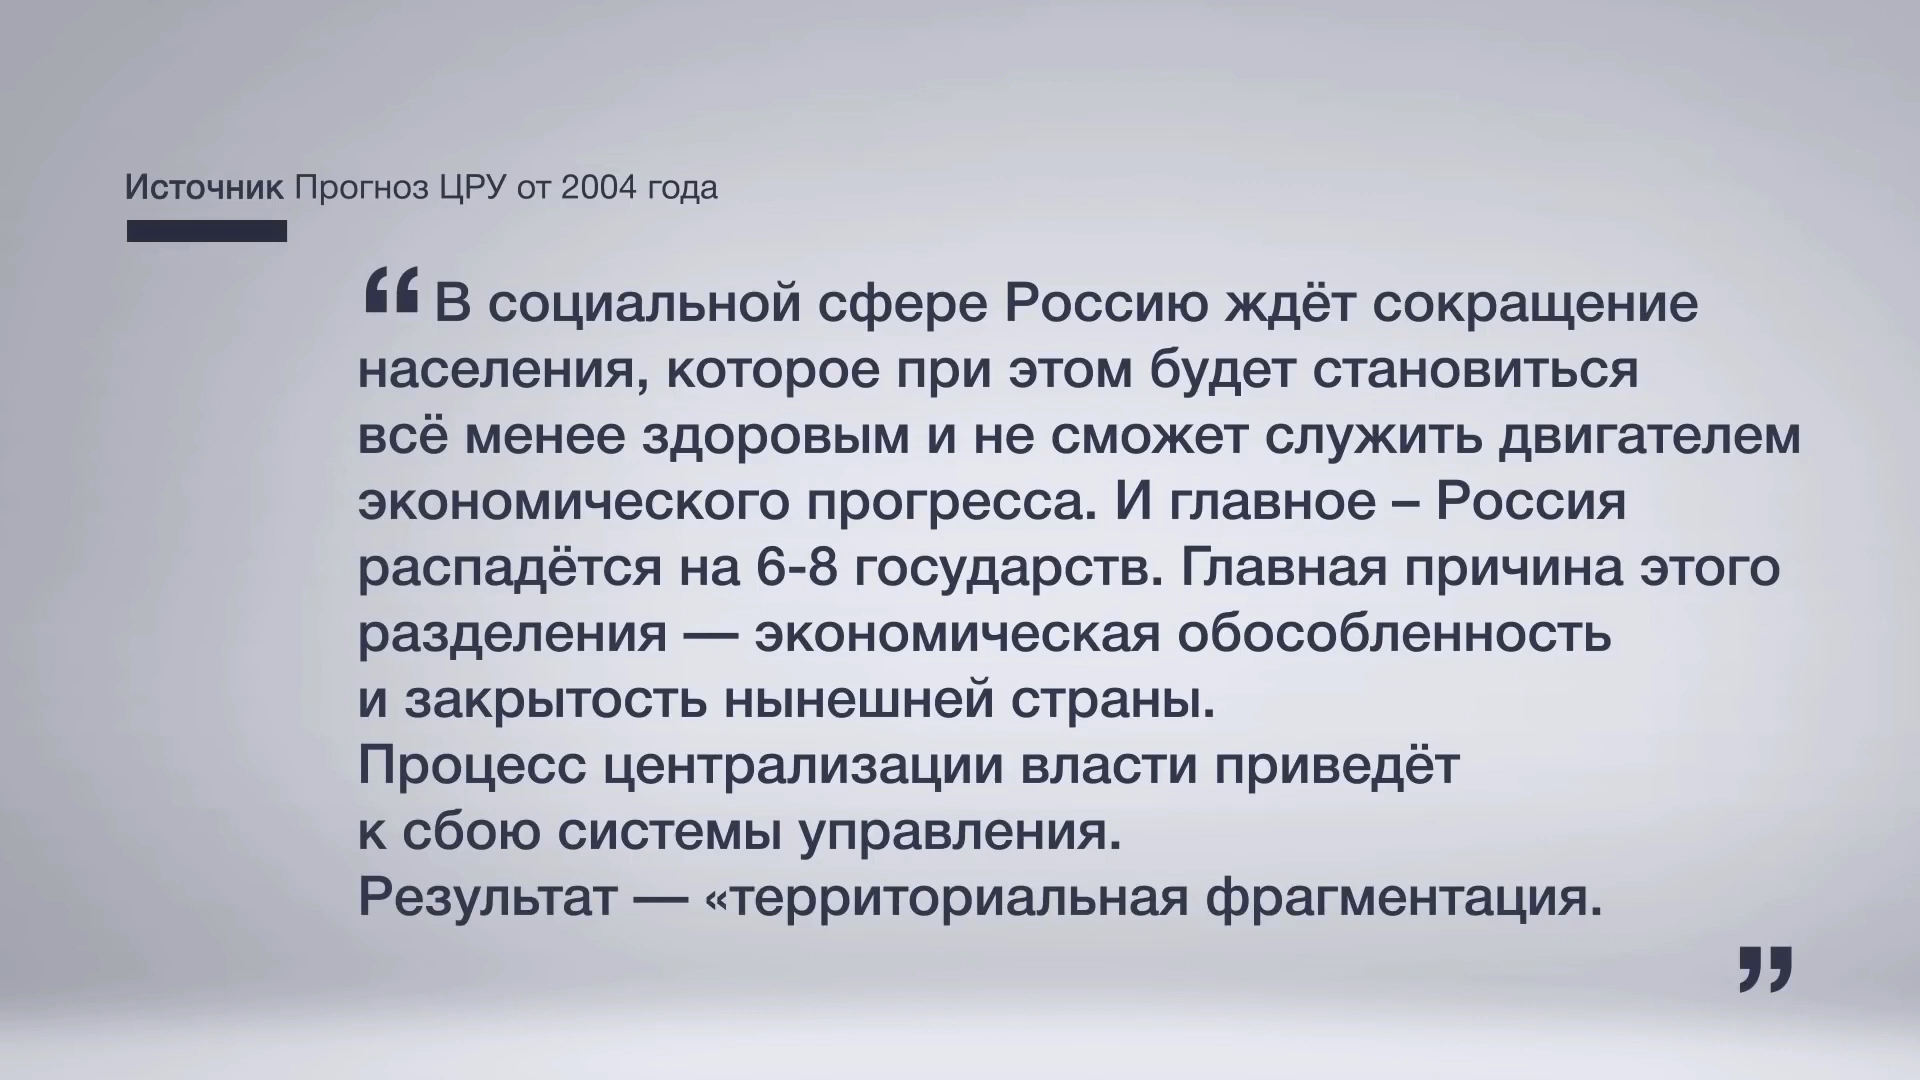 Источник Прогноз ЦРУ от 2004 года
“В социальной сфере Россию ждёт сокращение
населения, которое при этом будет становиться
всё менее здоровым и не сможет служить двигателем
экономического прогресса. И главное – Россия
распадётся на 6-8 государств. Главная причина этого
разделения — экономическая обособленность
и закрытость нынешней страны.
Процесс централизации власти приведёт
к сбою системы управления.
Результат — «территориальная фрагментация.
”